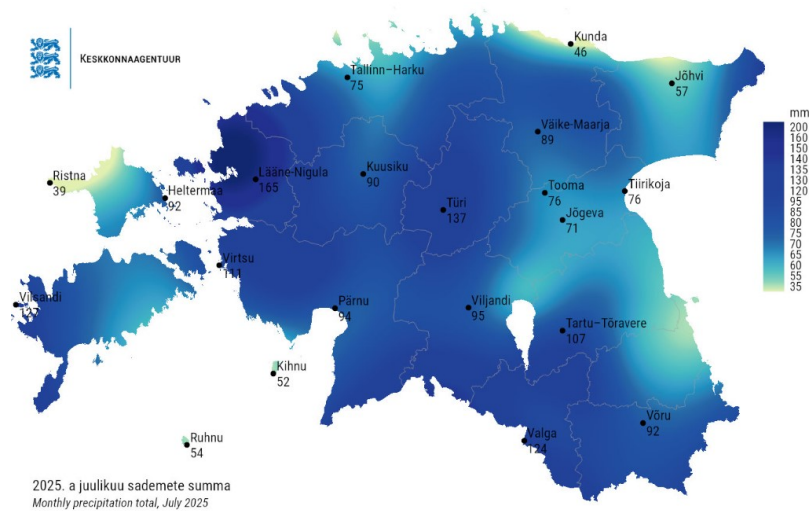 KESKKONNAAGENTUUR
Kunda
46
Tallinn–Harku
75
Jõhvi
57
mm
200
160
150
140
130
120
95
85
75
70
65
60
55
35
Väike-Maarja
89
Ristna
39
Heltermaa
92
Lääne-Nigula
165
Kuusiku
90
Türi
137
Tooma
76
Tiirikoja
76
Jõgeva
71
Virtsu
111
Vilsandi
127
Pärnu
94
Viljandi
95
Tartu–Tõravere
107
Kihnu
52
Ruhnu
54
Valga
124
Võru
92
2025. a juulikuu sademete summa
Monthly precipitation total, July 2025